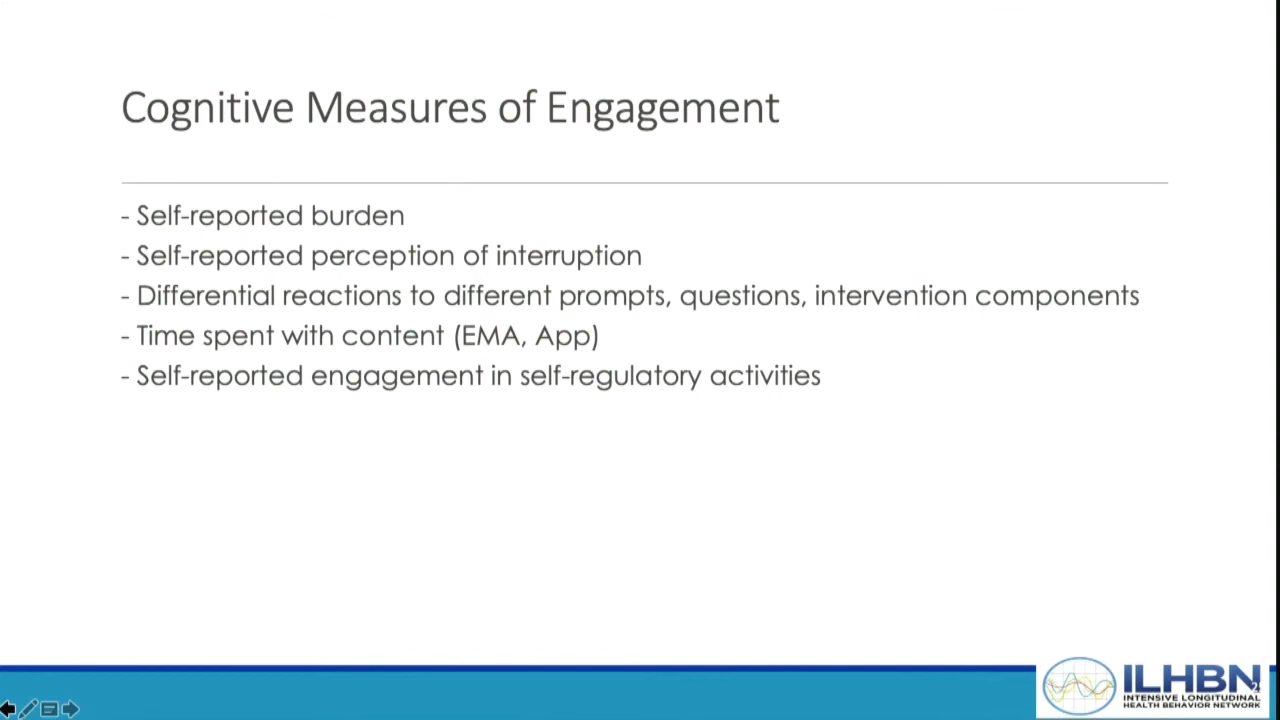 Cognitive Measures of Engagement
- Self-reported burden
- Self-reported perception of interruption
- Differential reactions to different prompts, questions, intervention components
- Time spent with content (EMA, App)
- Self-reported engagement in self-regulatory activities
ILHBN
2
INTENSIVE LONGITUDINAL
HEALTH BEHAVIOR NETWORK